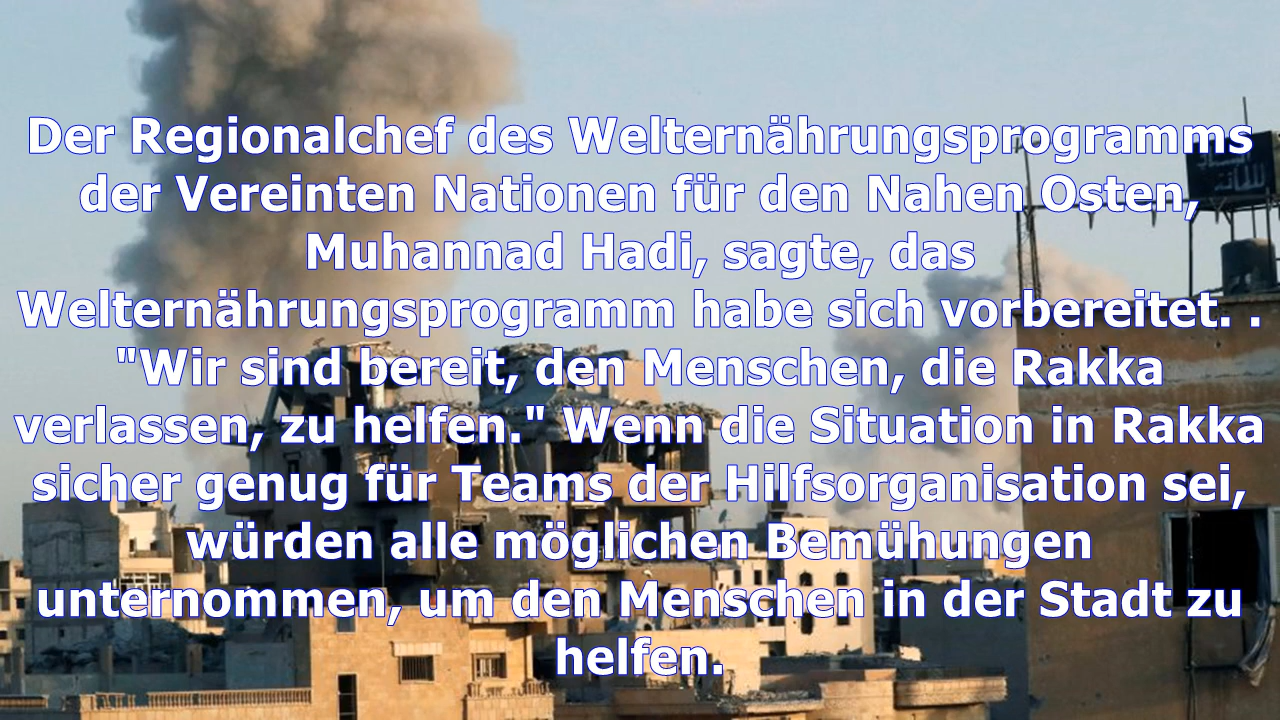 Der Regionalchef des Welternährungsprogramms
der Vereinten Nationen für den Nahen Osten,
Muhannad Hadi, sagte, das
Welternährungsprogramm habe sich vorbereitet. .
"Wir sind bereit, den Menschen, die Rakka
verlassen, zu helfen." Wenn die Situation in Rakka
sicher genug für Teams der Hilfsorganisation sei,
würden alle möglichen Bemühungen
unternommen, um den Menschen in der Stadt zu
helfen.